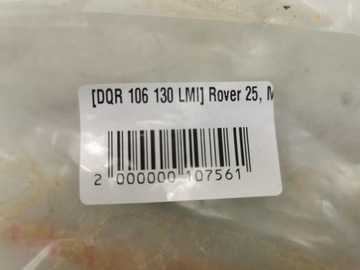 [DQR 106 130 LMI] Rover 25, M
2 000000 107561